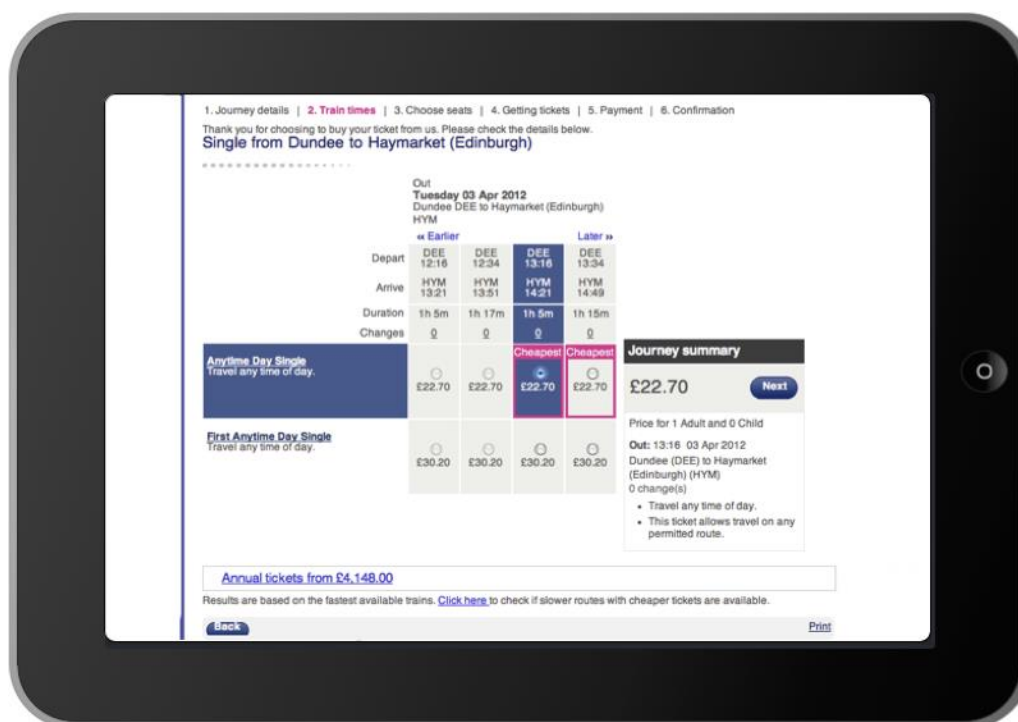 1. Journey details | 2. Train times | 3. Choose seats | 4. Getting tickets | 5. Payment | 6. Confirmation
Thank you for choosing to buy your ticket from us. Please check the details below.
Single from Dundee to Haymarket (Edinburgh)
Out
Tuesday 03 Apr 2012
Dundee DEE to Haymarket (Edinburgh)
HYM
« Earlier Later »
Depart DEE 12:16 DEE 12:34 DEE 13:16 DEE 13:34
Arrive HYM 13:21 HYM 13:51 HYM 14:21 HYM 14:49
Duration 1h 5m 1h 17m 1h 5m 1h 15m
Changes 0 0 0 0
Cheapest Cheapest
Anytime Day Single
Travel any time of day.
£22.70 £22.70 £22.70 £22.70
First Anytime Day Single
Travel any time of day.
£30.20 £30.20 £30.20 £30.20
Journey summary
£22.70 Next
Price for 1 Adult and 0 Child
Out: 13:16 03 Apr 2012
Dundee (DEE) to Haymarket
(Edinburgh) (HYM)
0 change(s)
• Travel any time of day.
• This ticket allows travel on any
permitted route.
Annual tickets from £4,148.00
Results are based on the fastest available trains. Click here to check if slower routes with cheaper tickets are available.
Back Print